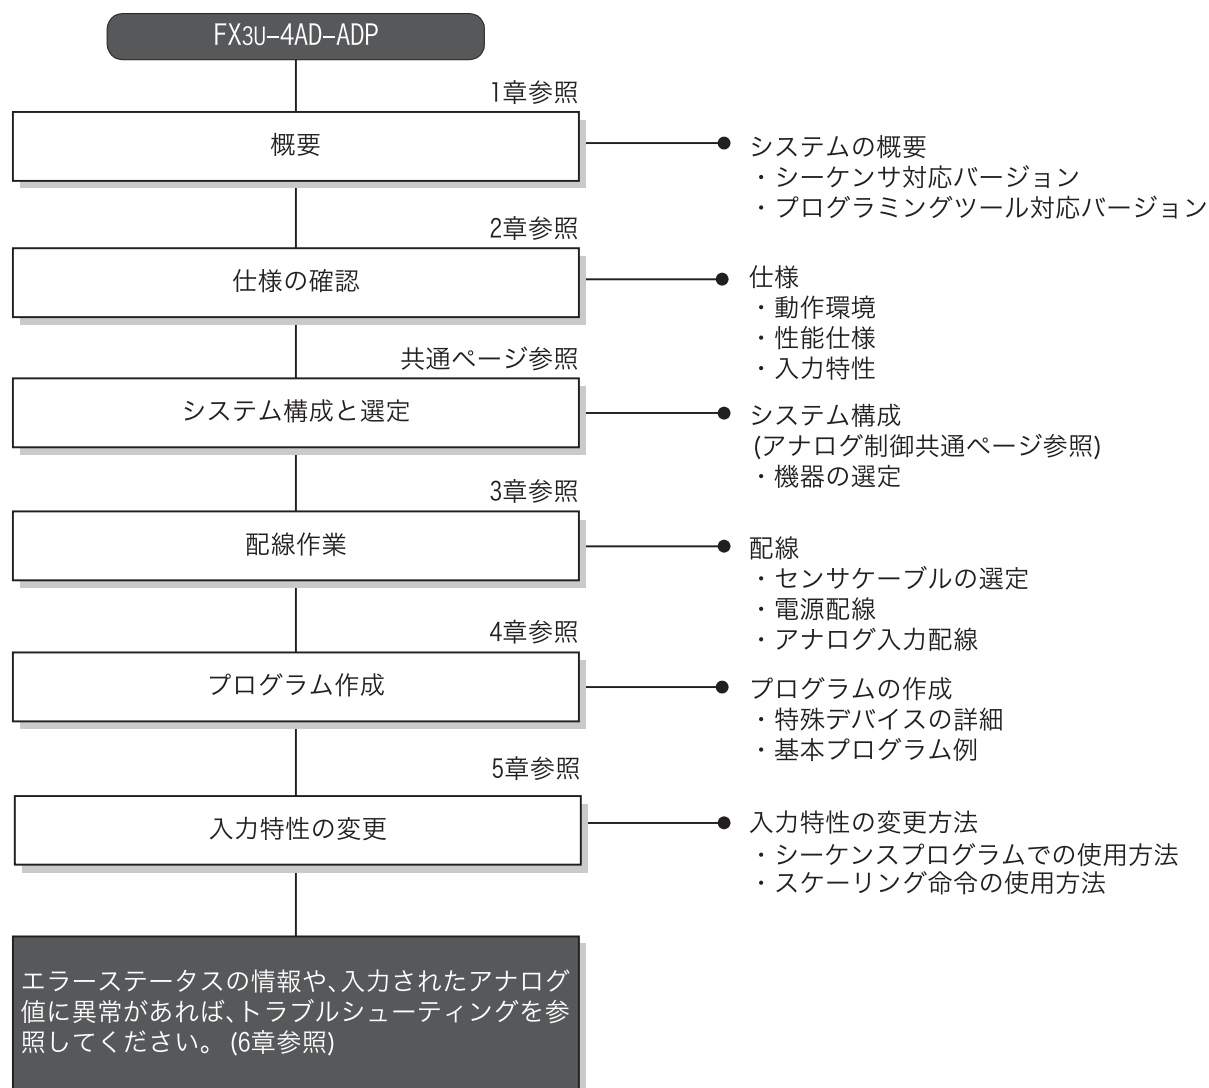 FX3U-4AD-ADP
1章参照
概要
システムの概要
・シーケンサ対応バージョン
・プログラミングツール対応バージョン
2章参照
仕様の確認
仕様
・動作環境
・性能仕様
・入力特性
共通ページ参照
システム構成と選定
システム構成
(アナログ制御共通ページ参照)
・機器の選定
3章参照
配線作業
配線
・センサケーブルの選定
・電源配線
・アナログ入力配線
4章参照
プログラム作成
プログラムの作成
・特殊デバイスの詳細
・基本プログラム例
5章参照
入力特性の変更
入力特性の変更方法
・シーケンスプログラムでの使用方法
・スケーリング命令の使用方法
エラーステータスの情報や、入力されたアナログ
値に異常があれば、トラブルシューティングを参
照してください。(6章参照)